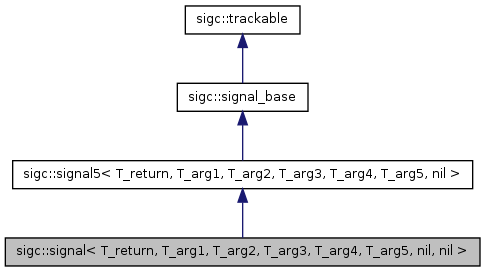 sigc::trackable
sigc::signal_base
sigc::signal5< T_return, T_arg1, T_arg2, T_arg3, T_arg4, T_arg5, nil >
sigc::signal< T_return, T_arg1, T_arg2, T_arg3, T_arg4, T_arg5, nil, nil >